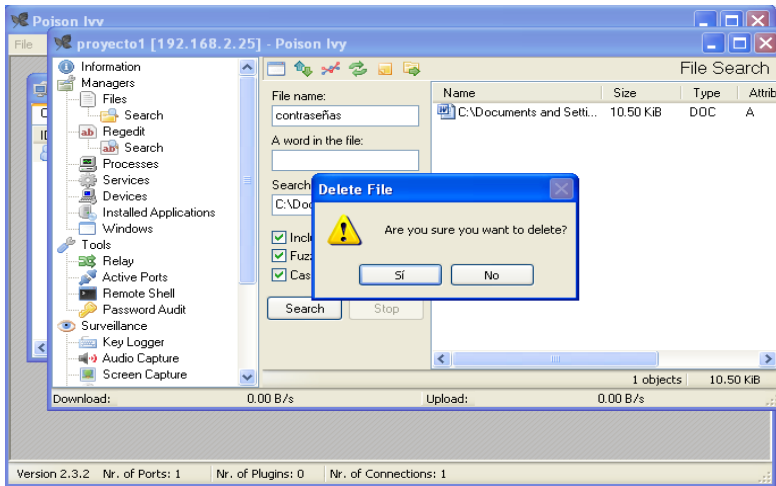 Poison Ivy
File
proyecto1 [192.168.2.25] - Poison Ivy
Information
Managers
Files
Search
Regedit
Search
Processes
Services
Devices
Installed Applications
Windows
Tools
Relay
Active Ports
Remote Shell
Password Audit
Surveillance
Key Logger
Audio Capture
Screen Capture
File Search
File name:
contraseñas
A word in the file:
Search
C:\Doc
Incl
Fuzz
Cas
Search Stop
Name Size Type Attrib
C:\Documents and Setti... 10.50 KiB DOC A
Delete File
Are you sure you want to delete?
Sí No
1 objects 10.50 KiB
Download: 0.00 B/s Upload: 0.00 B/s
Version 2.3.2 Nr. of Ports: 1 Nr. of Plugins: 0 Nr. of Connections: 1